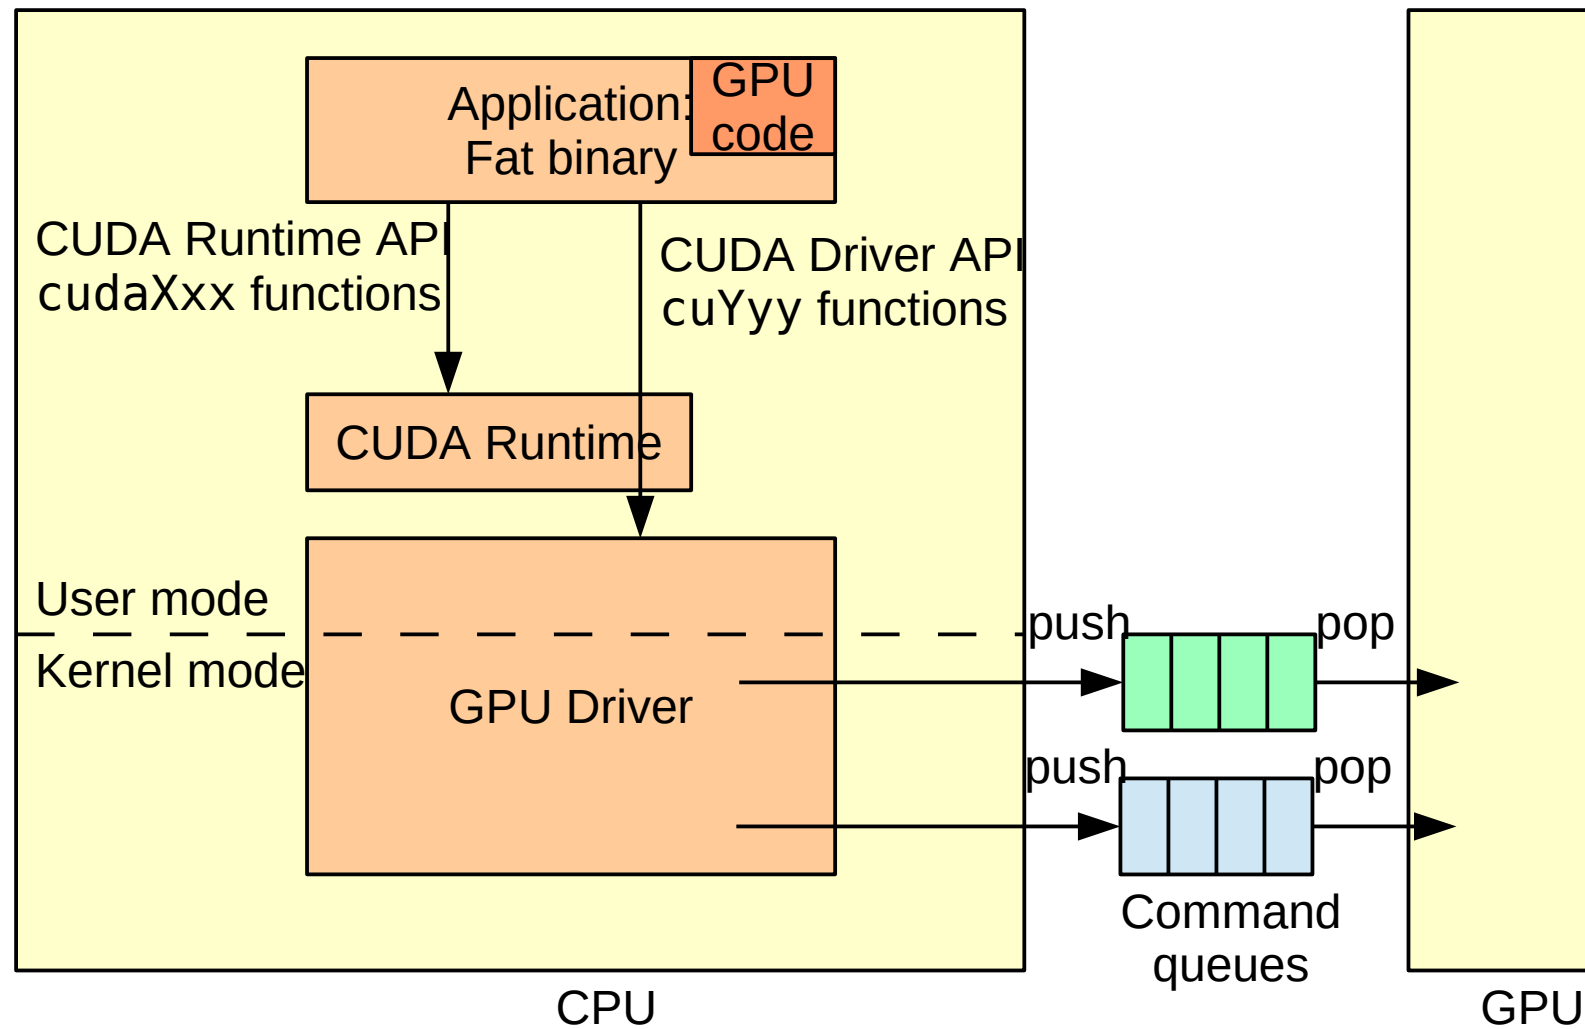 Application:
Fat binary
GPU
code
CUDA Runtime API
cudaXxx functions
CUDA Driver API
cuYyy functions
CUDA Runtime
User mode
Kernel mode
GPU Driver
push
pop
push
pop
Command
queues
CPU
GPU